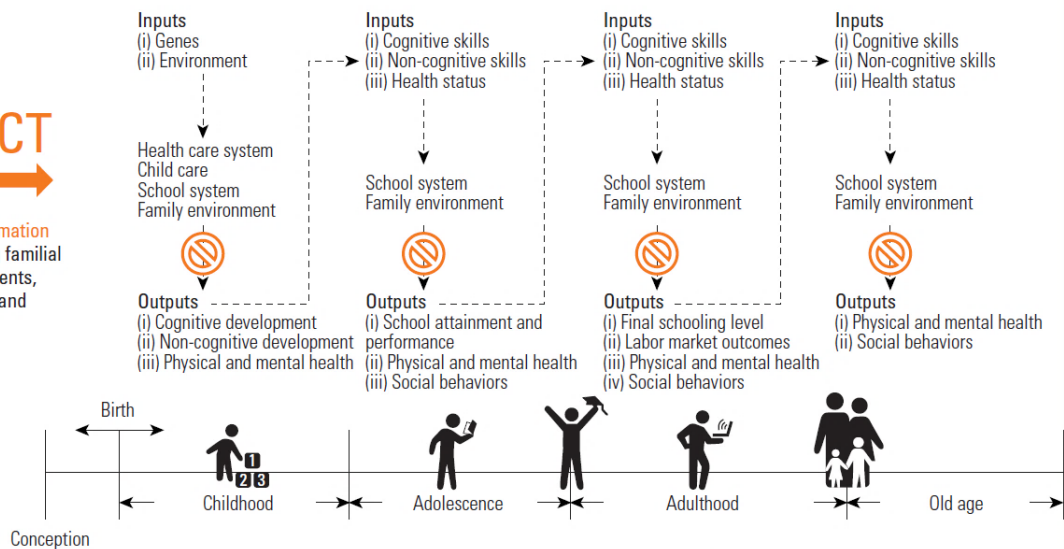 CT
mation
familial
ents,
and
Inputs
(i) Genes
(ii) Environment
Health care system
Child care
School system
Family environment
Outputs
(i) Cognitive development
(ii) Non-cognitive development
(iii) Physical and mental health
Inputs
(i) Cognitive skills
(ii) Non-cognitive skills
(iii) Health status
School system
Family environment
Outputs
(i) School attainment and
performance
(ii) Physical and mental health
(iii) Social behaviors
Inputs
(i) Cognitive skills
(ii) Non-cognitive skills
(iii) Health status
School system
Family environment
Outputs
(i) Final schooling level
(ii) Labor market outcomes
(iii) Physical and mental health
(iv) Social behaviors
Inputs
(i) Cognitive skills
(ii) Non-cognitive skills
(iii) Health status
School system
Family environment
Outputs
(i) Physical and mental health
(ii) Social behaviors
Birth
1
2 3
Childhood
Adolescence
Adulthood
Old age
Conception